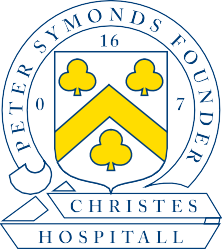 PETER SYMONDS FOUNDER
16
0 7
CHRISTES
HOSPITALL